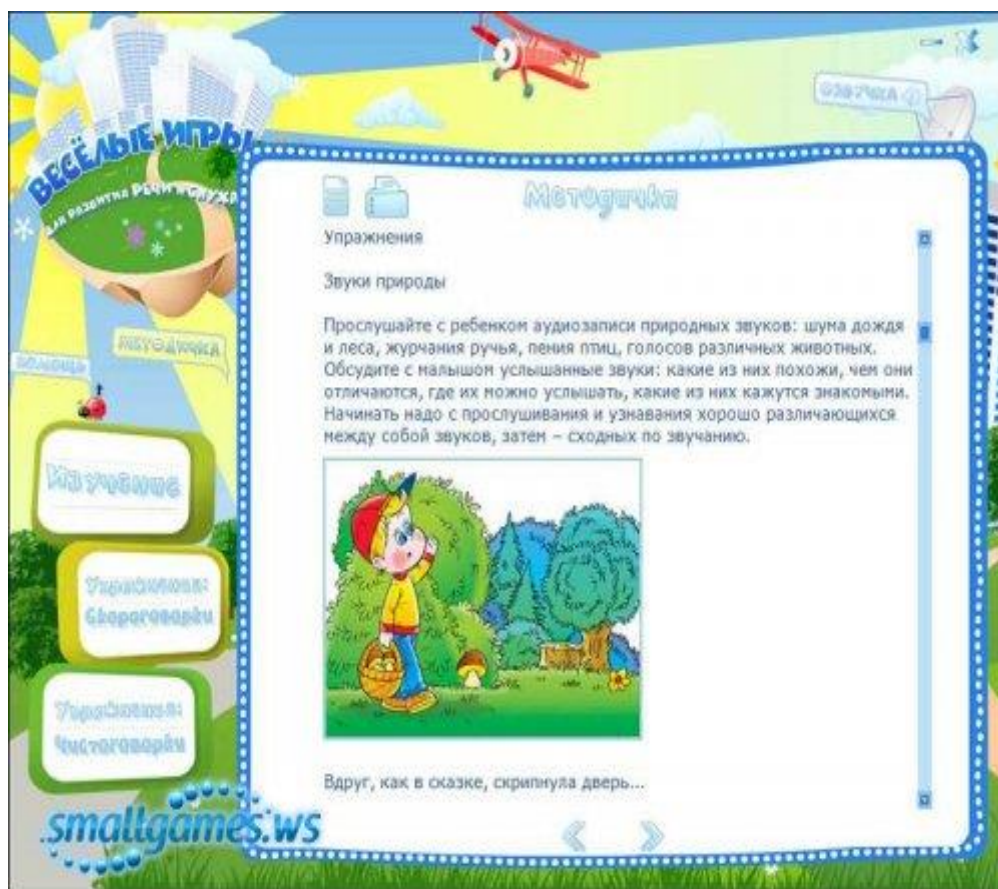 ОЗВУЧКА
ВЕСЁЛЫЕ ИГРЫ
ДЛЯ РАЗВИТИЯ РЕЧИ И СЛУХА
Методичка
Упражнения
Звуки природы
Прослушайте с ребенком аудиозаписи природных звуков: шума дождя
и леса, журчания ручья, пения птиц, голосов различных животных.
Обсудите с малышом услышанные звуки: какие из них похожи, чем они
отличаются, где их можно услышать, какие из них кажутся знакомыми.
Начинать надо с прослушивания и узнавания хорошо различающихся
между собой звуков, затем – сходных по звучанию.
Вдруг, как в сказке, скрипнула дверь...
МЕТОДИЧКА
ПОМОЩЬ
Изучение
Упражнения:
Скороговорки
Упражнения:
Чистоговорки
.smallgames.ws